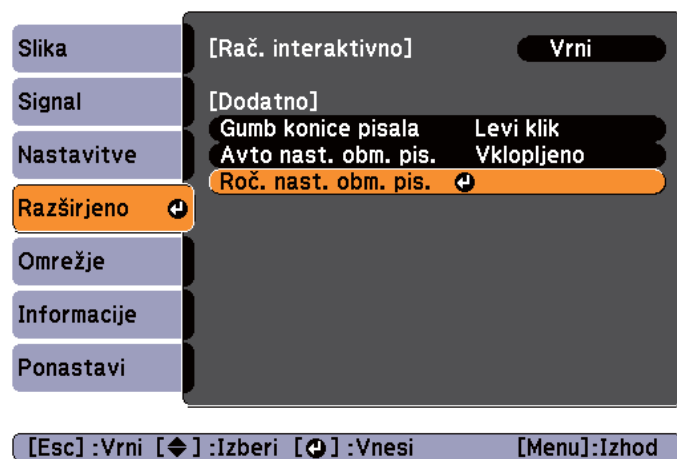 Slika
Signal
Nastavitve
Razširjeno
Omrežje
Informacije
Ponastavi
[Rač. interaktivno] Vrni
[Dodatno]
Gumb konice pisala Levi klik
Avto nast. obm. pis. Vklopljeno
Roč. nast. obm. pis.
[Esc] :Vrni [ ] :Izberi [ ] :Vnesi [Menu]:Izhod